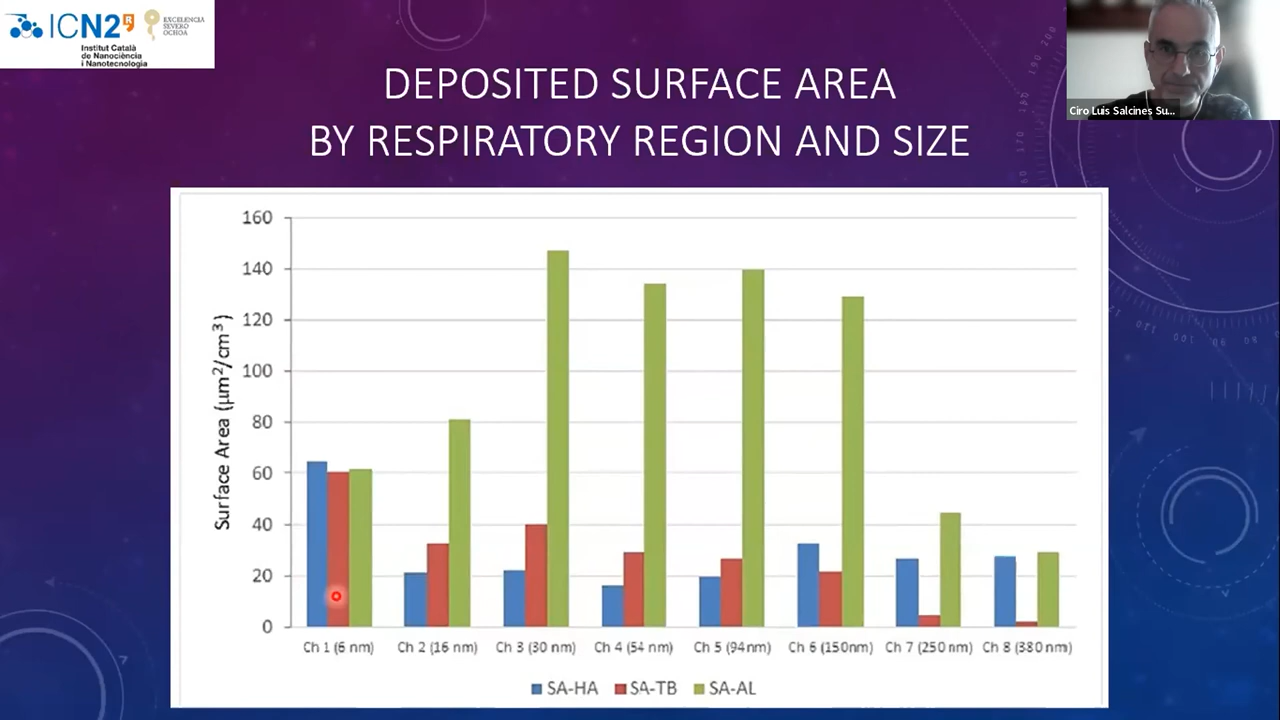 ICN2
Institut Català
de Nanociència
i Nanotecnologia
EXCELENCIA
SEVERO
OCHOA
Ciro Luis Salcines Su...
DEPOSITED SURFACE AREA
BY RESPIRATORY REGION AND SIZE
Surface Area (µm²/cm³)
160
140
120
100
80
60
40
20
0
Ch 1 (6 nm) Ch 2 (16 nm) Ch 3 (30 nm) Ch 4 (54 nm) Ch 5 (94nm) Ch 6 (150nm) Ch 7 (250 nm) Ch 8 (380 nm)
SA-HA SA-TB SA-AL